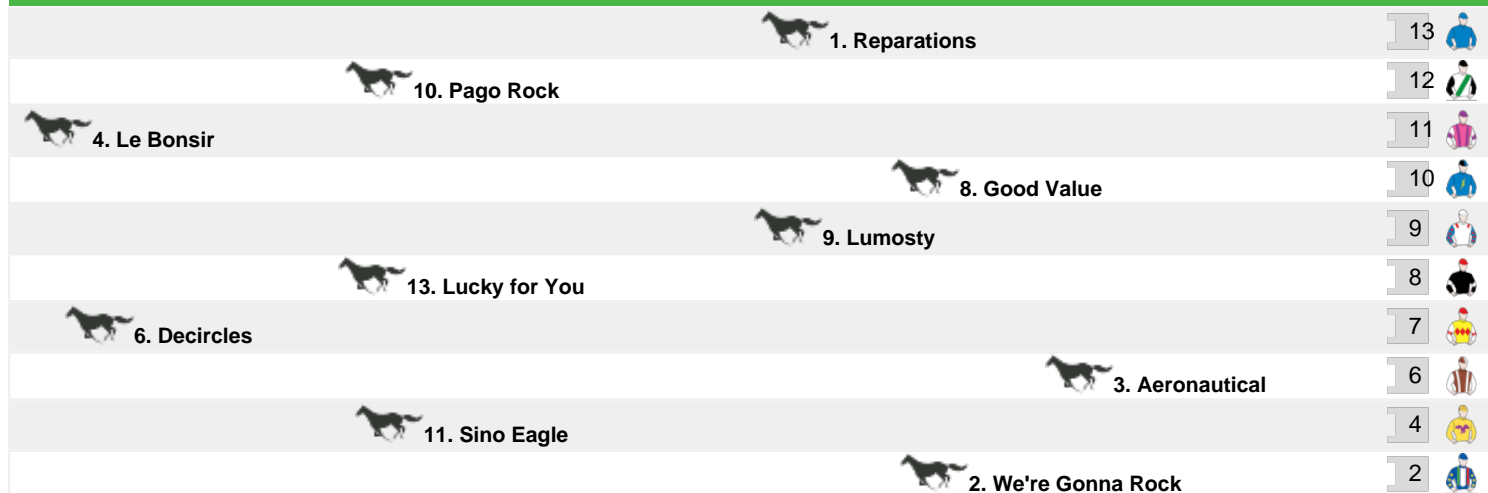 1. Reparations 13
10. Pago Rock 12
4. Le Bonsir 11
8. Good Value 10
9. Lumosty 9
13. Lucky for You 8
6. Decircles 7
3. Aeronautical 6
11. Sino Eagle 4
2. We're Gonna Rock 2